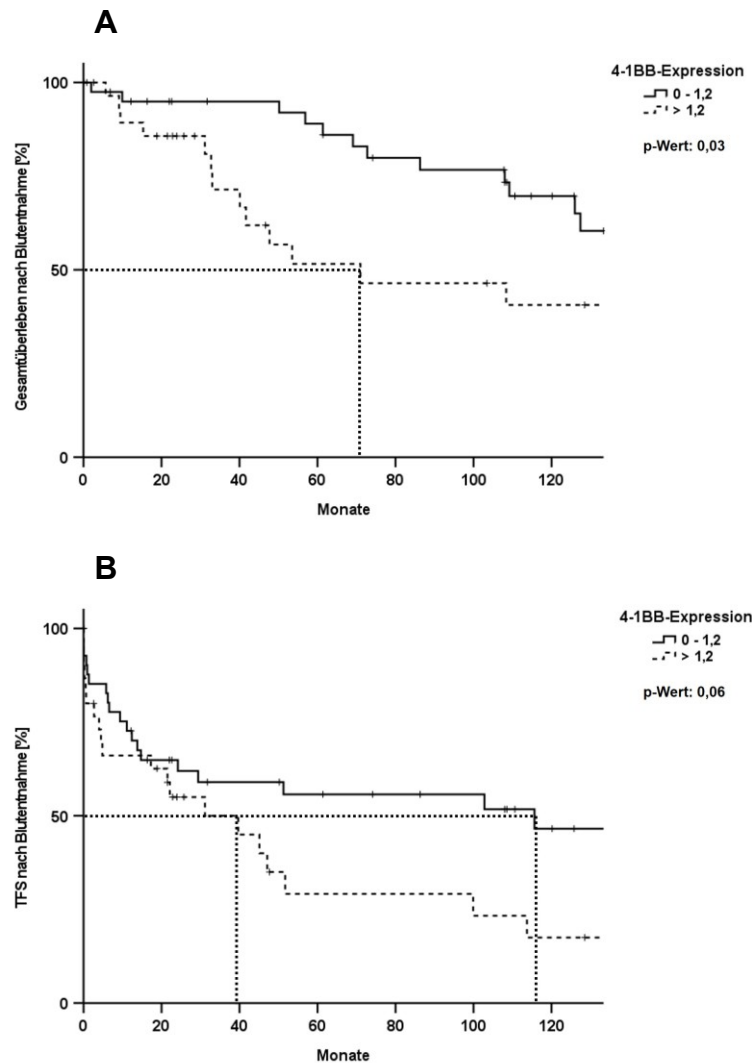 A
4-1BB-Expression
0 - 1,2
> 1,2
p-Wert: 0,03
Gesamtüberleben nach Blutentnahme [%]
100
50
0
0 20 40 60 80 100 120
Monate
B
4-1BB-Expression
0 - 1,2
> 1,2
p-Wert: 0,06
TFS nach Blutentnahme [%]
100
50
0
0 20 40 60 80 100 120
Monate